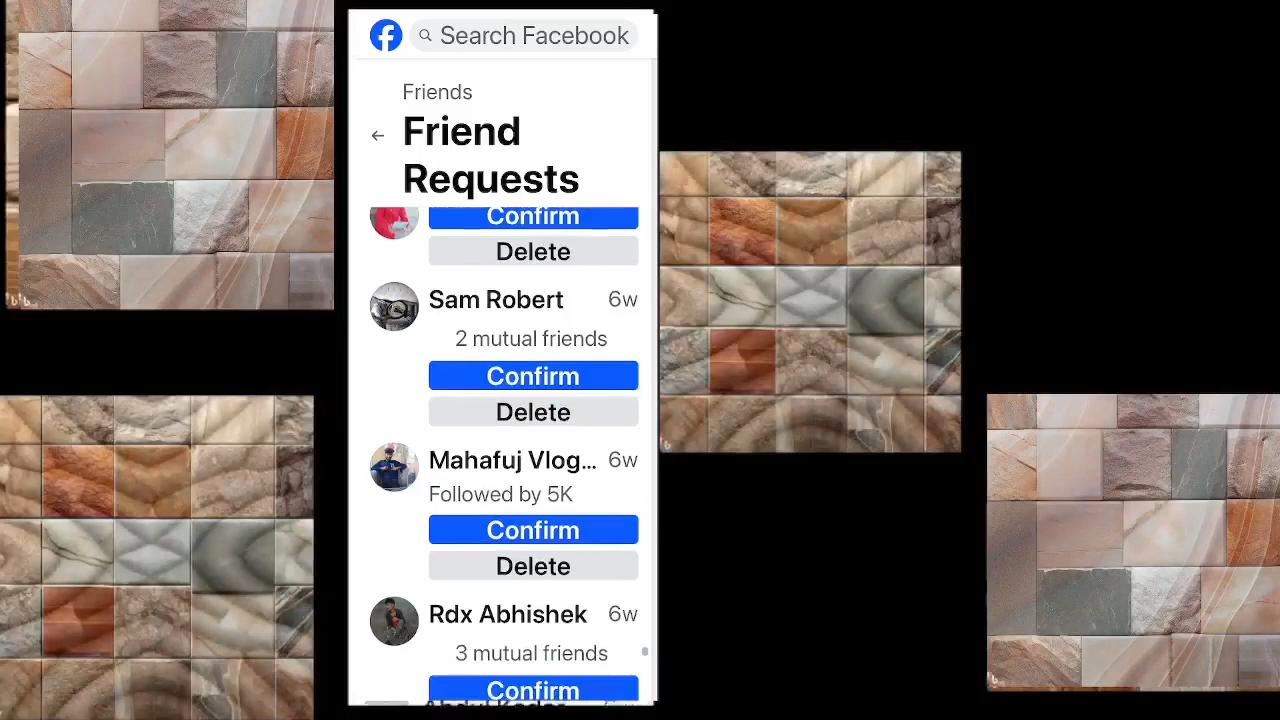 Search Facebook
Friends
Friend
Requests
Confirm
Delete
Sam Robert 6w
2 mutual friends
Confirm
Delete
Mahafuj Vlog... 6w
Followed by 5K
Confirm
Delete
Rdx Abhishek 6w
3 mutual friends
Confirm